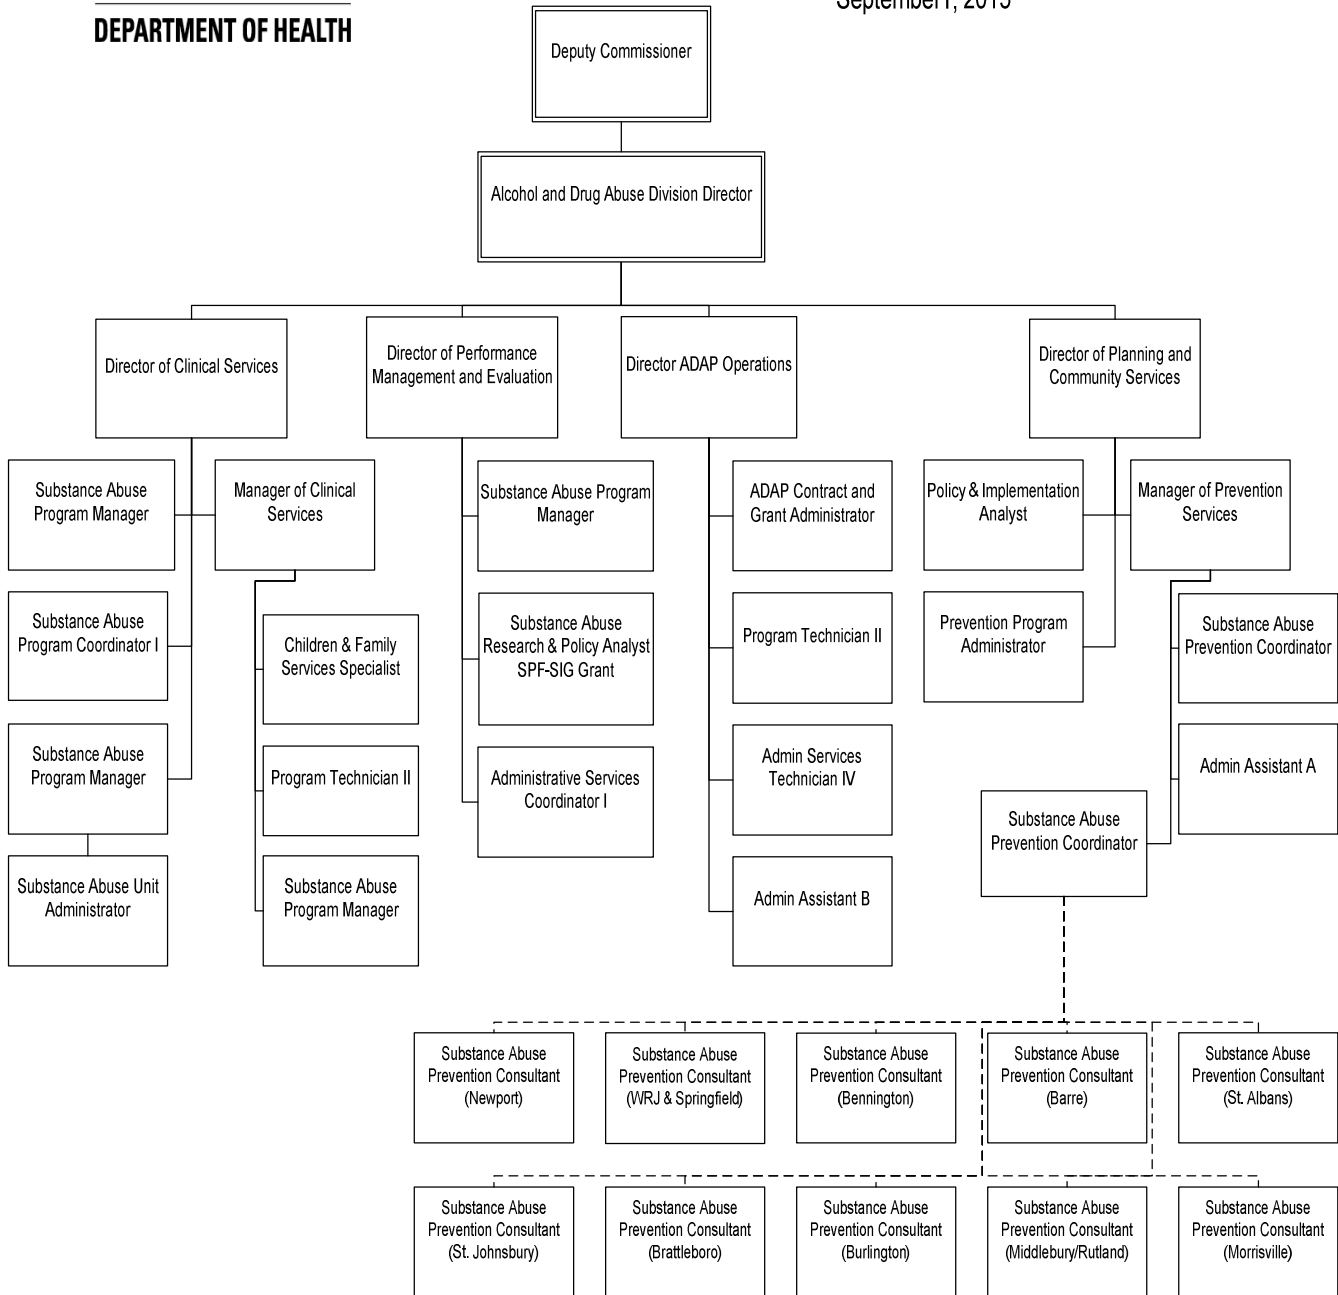 September1, 2015
DEPARTMENT OF HEALTH
Deputy Commissioner
Alcohol and Drug Abuse Division Director
Director of Clinical Services
Director of Performance
Management and Evaluation
Director ADAP Operations
Director of Planning and
Community Services
Substance Abuse
Program Manager
Manager of Clinical
Services
Substance Abuse Program
Manager
ADAP Contract and
Grant Administrator
Policy & Implementation
Analyst
Manager of Prevention
Services
Substance Abuse
Program Coordinator I
Children & Family
Services Specialist
Substance Abuse
Research & Policy Analyst
SPF-SIG Grant
Program Technician II
Prevention Program
Administrator
Substance Abuse
Prevention Coordinator
Substance Abuse
Program Manager
Program Technician II
Administrative Services
Coordinator I
Admin Services
Technician IV
Admin Assistant A
Substance Abuse
Prevention Coordinator
Substance Abuse Unit
Administrator
Substance Abuse
Program Manager
Admin Assistant B
Substance Abuse
Prevention Consultant
(Newport)
Substance Abuse
Prevention Consultant
(WRJ & Springfield)
Substance Abuse
Prevention Consultant
(Bennington)
Substance Abuse
Prevention Consultant
(Barre)
Substance Abuse
Prevention Consultant
(St. Albans)
Substance Abuse
Prevention Consultant
(St. Johnsbury)
Substance Abuse
Prevention Consultant
(Brattleboro)
Substance Abuse
Prevention Consultant
(Burlington)
Substance Abuse
Prevention Consultant
(Middlebury/Rutland)
Substance Abuse
Prevention Consultant
(Morrisville)